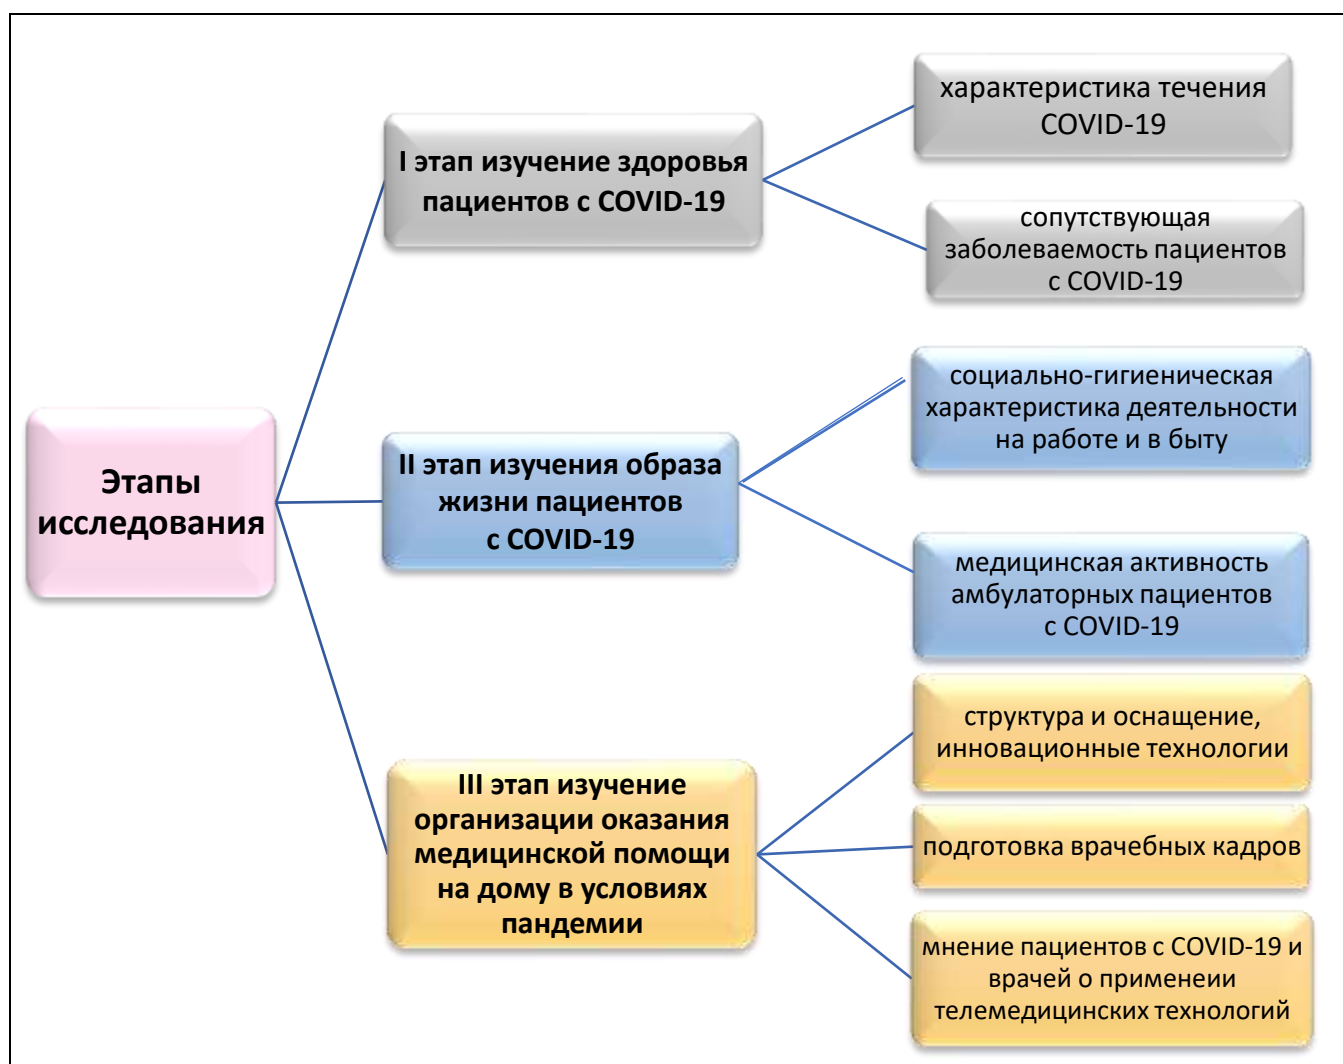 Этапы
исследования
I этап изучение здоровья
пациентов с COVID-19
характеристика течения
COVID-19
сопутствующая
заболеваемость пациентов
с COVID-19
II этап изучения образа
жизни пациентов
с COVID-19
социально-гигиеническая
характеристика деятельности
на работе и в быту
медицинская активность
амбулаторных пациентов
с COVID-19
III этап изучение
организации оказания
медицинской помощи
на дому в условиях
пандемии
структура и оснащение,
инновационные технологии
подготовка врачебных кадров
мнение пациентов с COVID-19 и
врачей о применеии
телемедицинских технологий